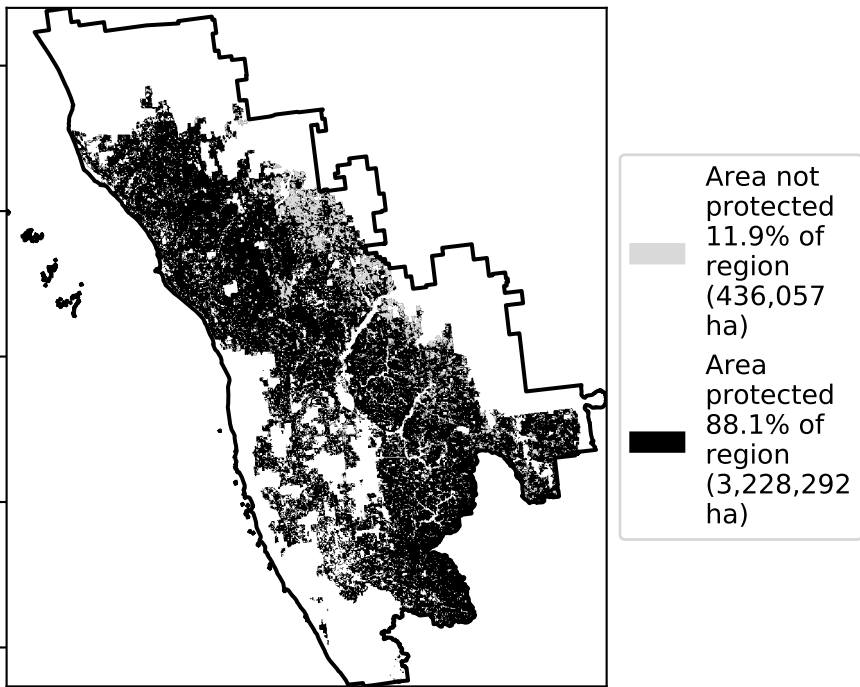 Area not
protected
11.9% of
region
(436,057
ha)
Area
protected
88.1% of
region
(3,228,292
ha)